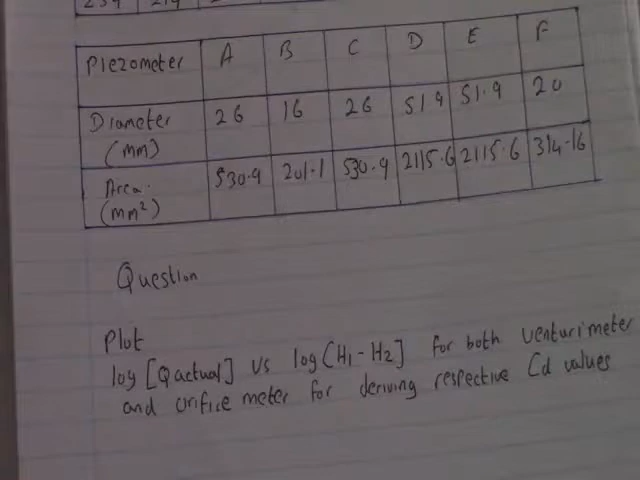 Piezometer A B C D E F
Diameter (mm) 26 16 26 51.9 51.9 20
Area. (mm²) 530.9 201.1 530.9 2115.6 2115.6 314.16
Question
Plot
log [Qactual] vs log (H1-H2] for both venturimeter
and orifice meter for deriving respective Cd values